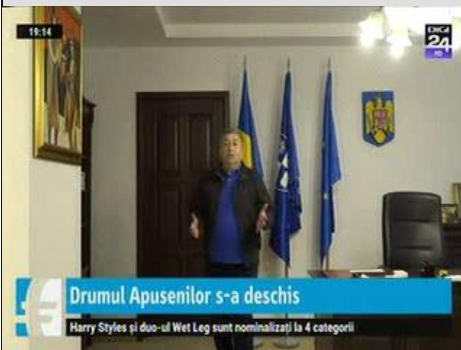 19:14
DIGI
24
HD
Drumul Apusenilor s-a deschis
Harry Styles și duo-ul Wet Leg sunt nominalizați la 4 categorii